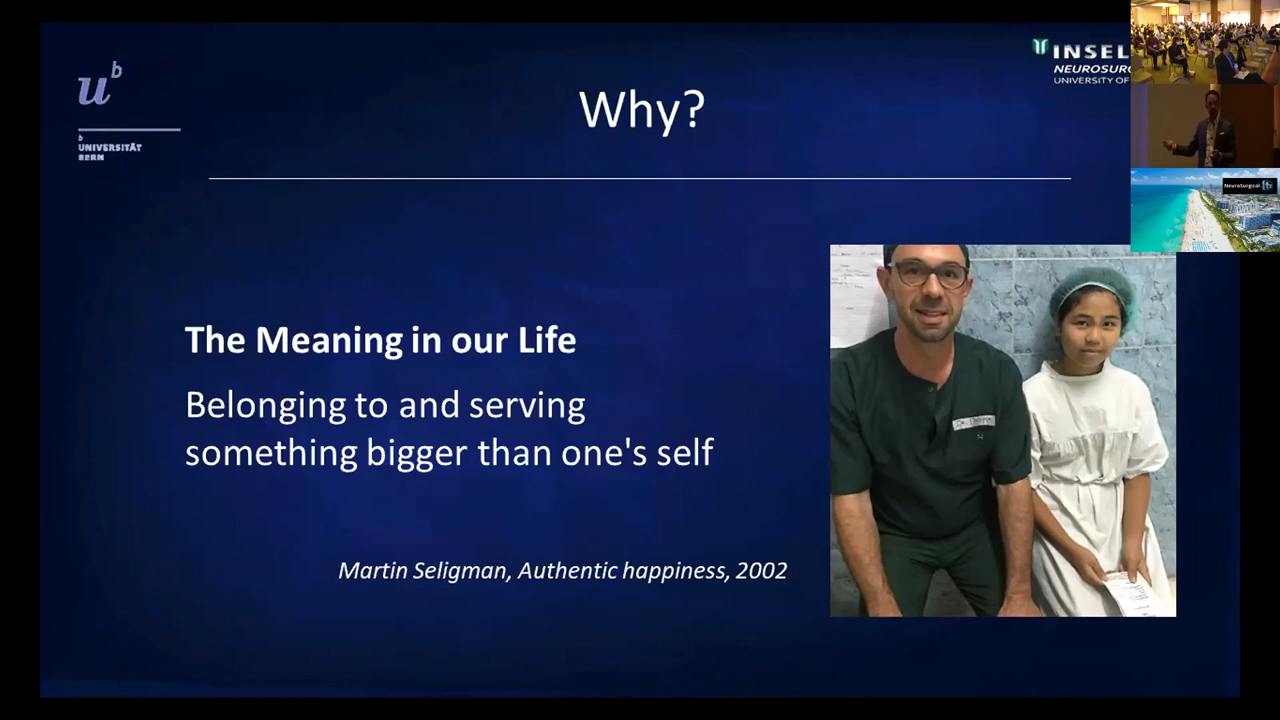 u^b
b
UNIVERSITÄT
BERN
INSEL
NEUROSUR
UNIVERSITY OF
Neurosurgical.
Why?
The Meaning in our Life
Belonging to and serving
something bigger than one's self
Martin Seligman, Authentic happiness, 2002